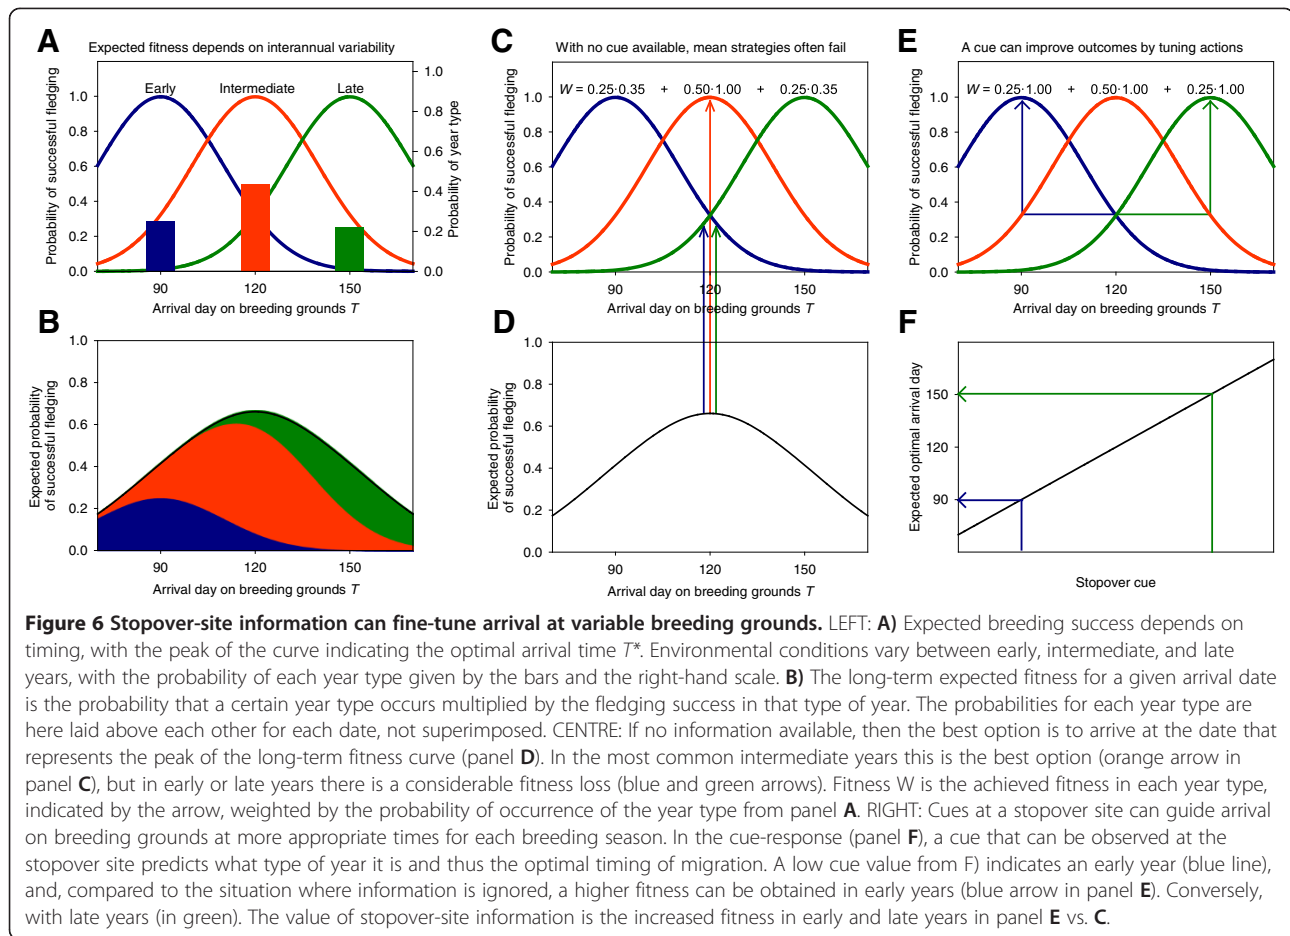 A
Expected fitness depends on interannual variability
Probability of successful fledging
1.0
0.8
0.6
0.4
0.2
0.0
Early
Intermediate
Late
1.0
0.8
0.6
0.4
0.2
0.0
Probability of year type
90
120
150
Arrival day on breeding grounds T
B
Expected probability
of successful fledging
1.0
0.8
0.6
0.4
0.2
0.0
90
120
150
Arrival day on breeding grounds T
C
With no cue available, mean strategies often fail
W = 0.25·0.35 + 0.50·1.00 + 0.25·0.35
Probability of successful fledging
1.0
0.8
0.6
0.4
0.2
0.0
90
120
150
Arrival day on breeding grounds T
D
Expected probability
of successful fledging
1.0
0.8
0.6
0.4
0.2
0.0
90
120
150
Arrival day on breeding grounds T
E
A cue can improve outcomes by tuning actions
W = 0.25·1.00 + 0.50·1.00 + 0.25·1.00
Probability of successful fledging
1.0
0.8
0.6
0.4
0.2
0.0
90
120
150
Arrival day on breeding grounds T
F
Expected optimal arrival day
150
120
90
Stopover cue
Figure 6 Stopover-site information can fine-tune arrival at variable breeding grounds. LEFT: A) Expected breeding success depends on
timing, with the peak of the curve indicating the optimal arrival time T*. Environmental conditions vary between early, intermediate, and late
years, with the probability of each year type given by the bars and the right-hand scale. B) The long-term expected fitness for a given arrival date
is the probability that a certain year type occurs multiplied by the fledging success in that type of year. The probabilities for each year type are
here laid above each other for each date, not superimposed. CENTRE: If no information available, then the best option is to arrive at the date that
represents the peak of the long-term fitness curve (panel D). In the most common intermediate years this is the best option (orange arrow in
panel C), but in early or late years there is a considerable fitness loss (blue and green arrows). Fitness W is the achieved fitness in each year type,
indicated by the arrow, weighted by the probability of occurrence of the year type from panel A. RIGHT: Cues at a stopover site can guide arrival
on breeding grounds at more appropriate times for each breeding season. In the cue-response (panel F), a cue that can be observed at the
stopover site predicts what type of year it is and thus the optimal timing of migration. A low cue value from F) indicates an early year (blue line),
and, compared to the situation where information is ignored, a higher fitness can be obtained in early years (blue arrow in panel E). Conversely,
with late years (in green). The value of stopover-site information is the increased fitness in early and late years in panel E vs. C.